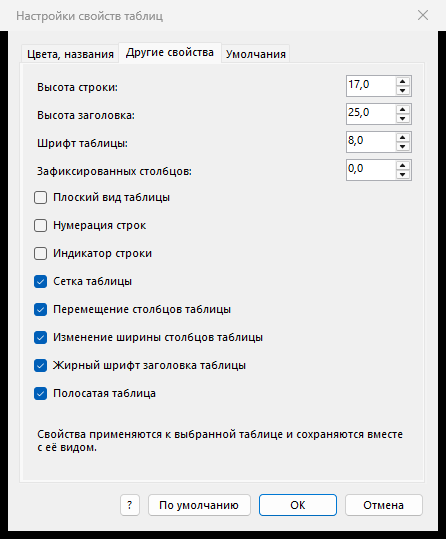 Настройки свойств таблиц
Цвета, названия
Другие свойства
Умолчания
Высота строки:
17,0
Высота заголовка:
25,0
Шрифт таблицы:
8,0
Зафиксированных столбцов:
0,0
Плоский вид таблицы
Нумерация строк
Индикатор строки
Сетка таблицы
Перемещение столбцов таблицы
Изменение ширины столбцов таблицы
Жирный шрифт заголовка таблицы
Полосатая таблица
Свойства применяются к выбранной таблице и сохраняются вместе
с её видом.
?
По умолчанию
OK
Отмена